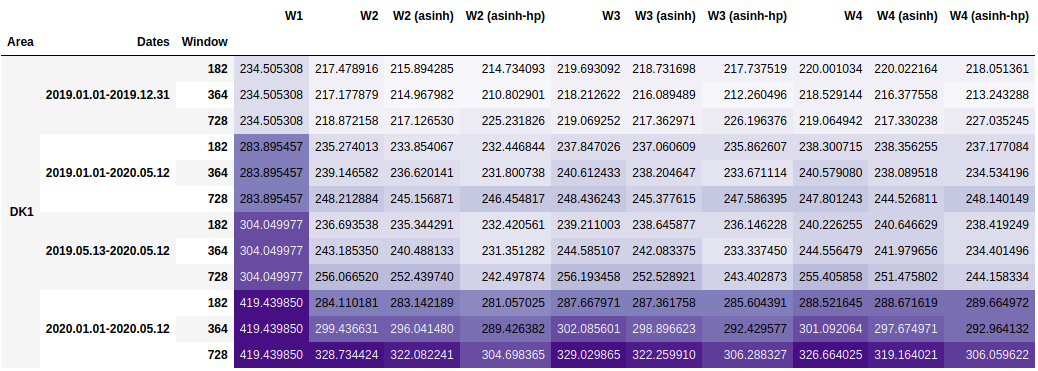 W1 W2 W2 (asinh) W2 (asinh-hp) W3 W3 (asinh) W3 (asinh-hp) W4 W4 (asinh) W4 (asinh-hp)
Area Dates Window
182 234.505308 217.478916 215.894285 214.734093 219.693092 218.731698 217.737519 220.001034 220.022164 218.051361
2019.01.01-2019.12.31 364 234.505308 217.177879 214.967982 210.802901 218.212622 216.089489 212.260496 218.529144 216.377558 213.243288
728 234.505308 218.872158 217.126530 225.231826 219.069252 217.362971 226.196376 219.064942 217.330238 227.035245
182 283.895457 235.274013 233.854067 232.446844 237.847026 237.060609 235.862607 238.300715 238.356255 237.177084
2019.01.01-2020.05.12 364 283.895457 239.146582 236.620141 231.800738 240.612433 238.204647 233.671114 240.579080 238.089518 234.534196
728 283.895457 248.212884 245.156871 246.454817 248.436243 245.377615 247.586395 247.801243 244.526811 248.140149
DK1
182 304.049977 236.693538 235.344291 232.420561 239.211003 238.645877 236.146228 240.226255 240.646629 238.419249
2019.05.13-2020.05.12 364 304.049977 243.185350 240.488133 231.351282 244.585107 242.083375 233.337450 244.556479 241.979656 234.401496
728 304.049977 256.066520 252.439740 242.497874 256.193458 252.528921 243.402873 255.405858 251.475802 244.158334
182 419.439850 284.110181 283.142189 281.057025 287.667971 287.361758 285.604391 288.521645 288.671619 289.664972
2020.01.01-2020.05.12 364 419.439850 299.436631 296.041480 289.426382 302.085601 298.896623 292.429577 301.092064 297.674971 292.964132
728 419.439850 328.734424 322.082241 304.698365 329.029865 322.259910 306.288327 326.664025 319.164021 306.059622